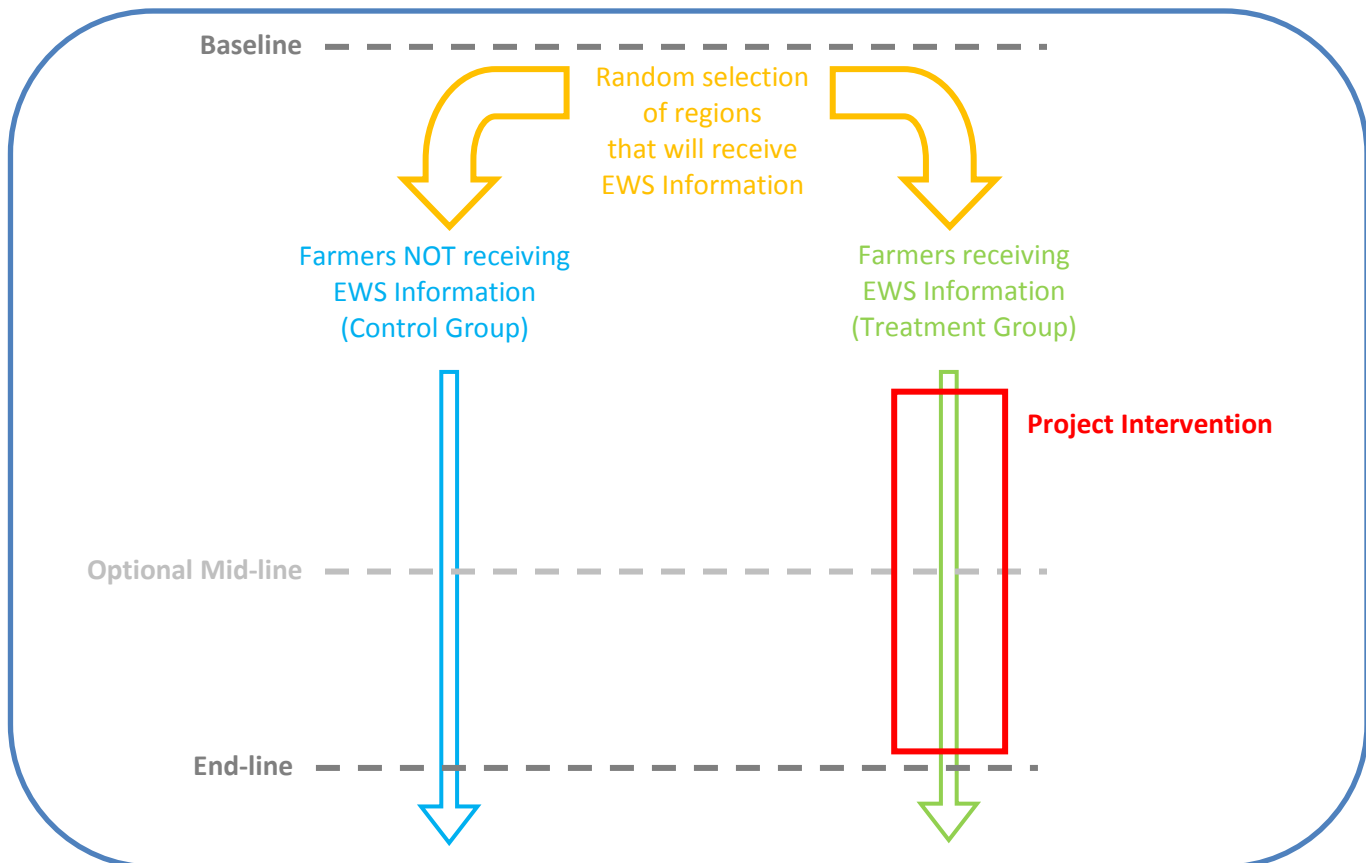 Baseline
Random selection
of regions
that will receive
EWS Information
Farmers NOT receiving
EWS Information
(Control Group)
Farmers receiving
EWS Information
(Treatment Group)
Project Intervention
Optional Mid-line
End-line